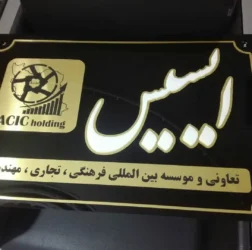 ایسیس
ACIC holding
تعاونی و موسسه بین المللی فرهنگی ، تجاری ، مهند